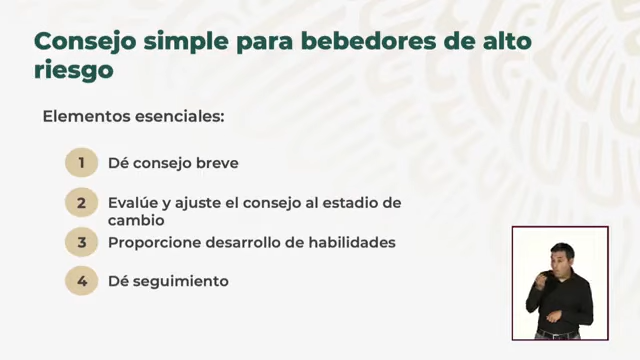 Consejo simple para bebedores de alto
riesgo
Elementos esenciales:
1 Dé consejo breve
2 Evalúe y ajuste el consejo al estadio de
cambio
3 Proporcione desarrollo de habilidades
4 Dé seguimiento